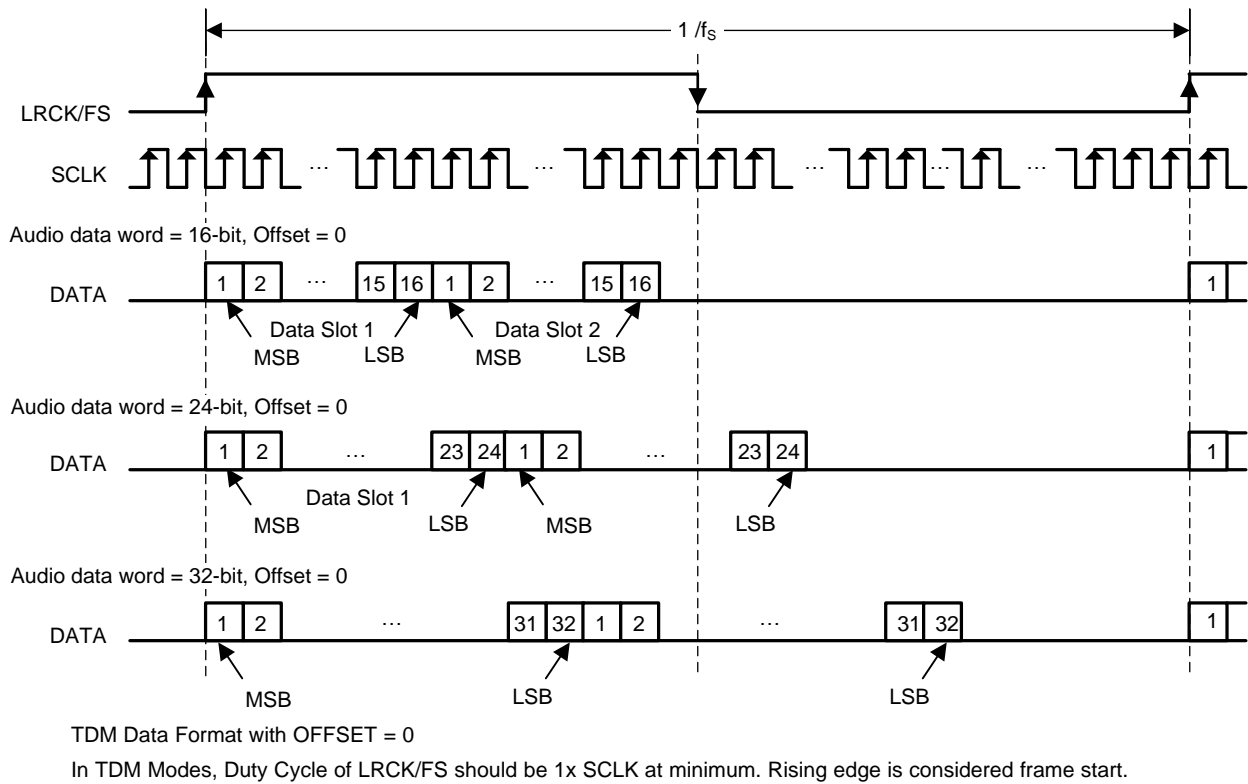 1 /fS
LRCK/FS
SCLK
... ... ... ... ...
Audio data word = 16-bit, Offset = 0
DATA 1 2 ... 15 16 1 2 ... 15 16 1
Data Slot 1 Data Slot 2
MSB LSB MSB LSB
Audio data word = 24-bit, Offset = 0
DATA 1 2 ... 23 24 1 2 ... 23 24 1
Data Slot 1
MSB LSB MSB LSB
Audio data word = 32-bit, Offset = 0
DATA 1 2 ... 31 32 1 2 ... 31 32 1
MSB LSB LSB
TDM Data Format with OFFSET = 0
In TDM Modes, Duty Cycle of LRCK/FS should be 1x SCLK at minimum. Rising edge is considered frame start.